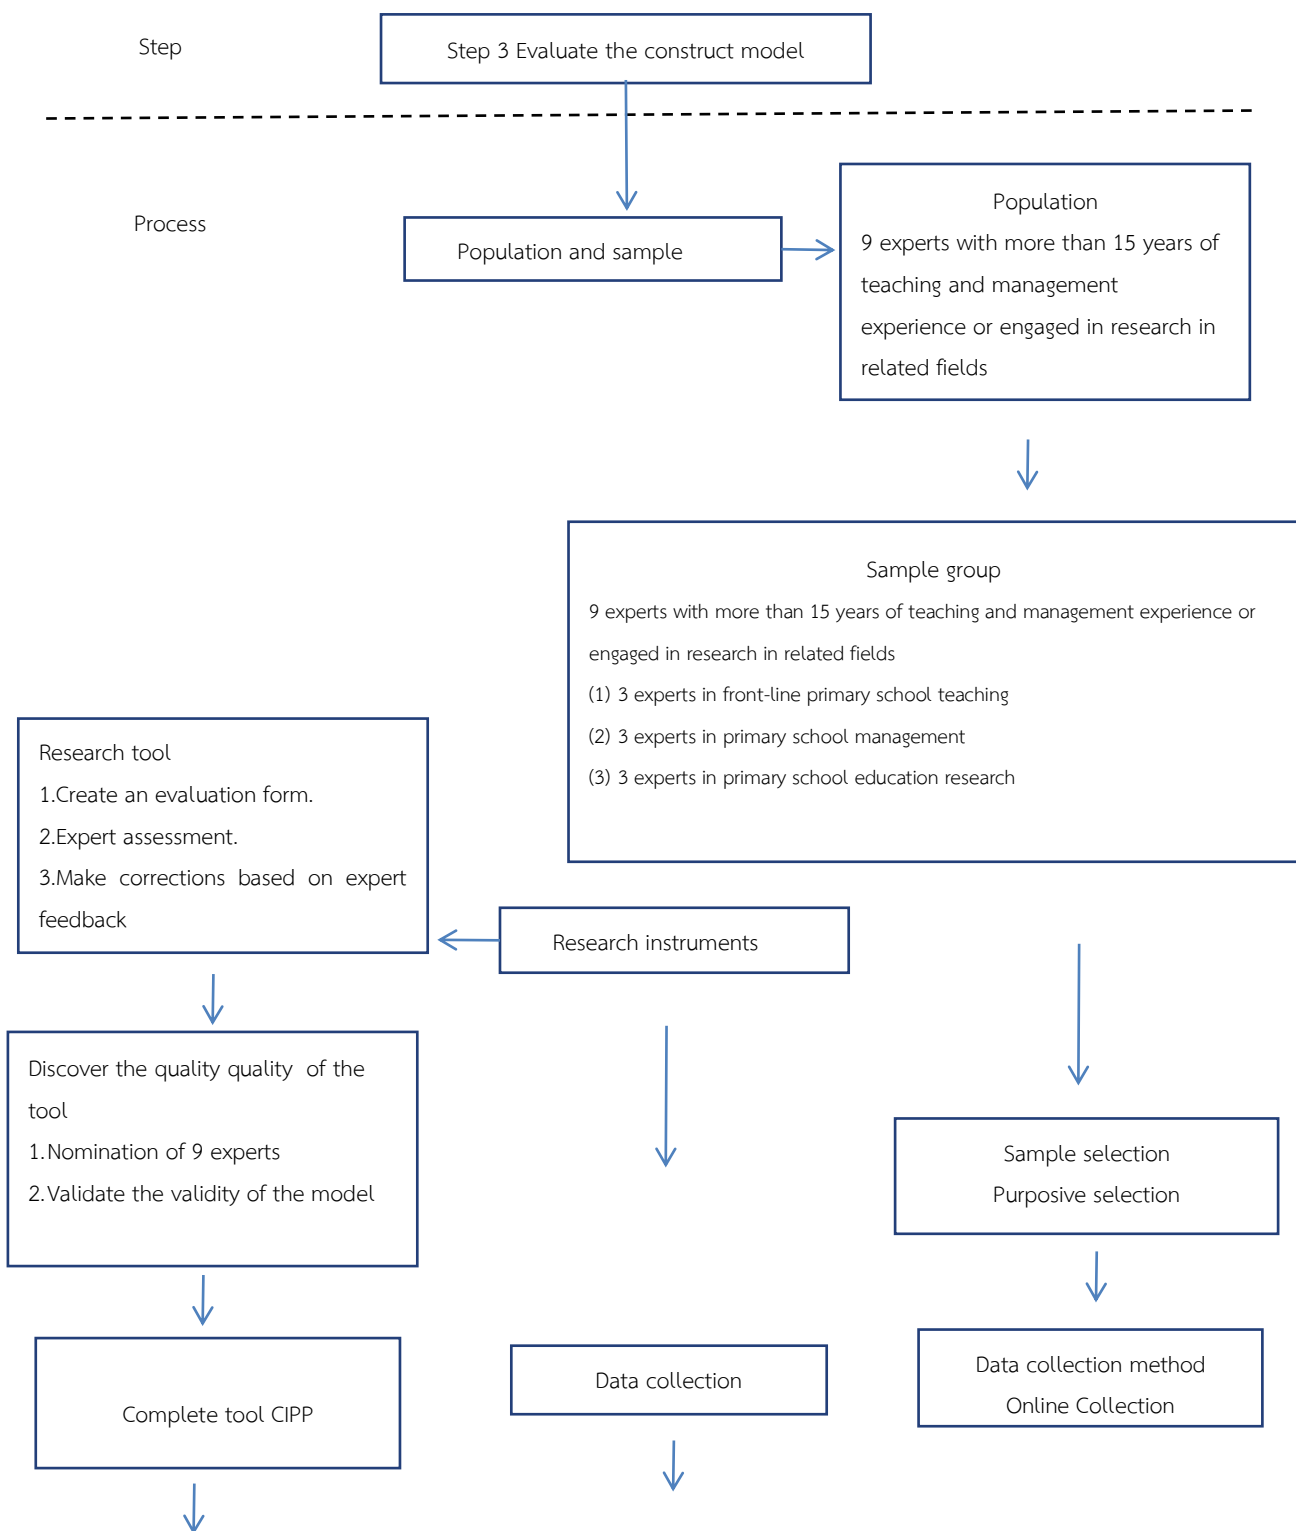 Step
Step 3 Evaluate the construct model
Process
Population and sample
Population
9 experts with more than 15 years of
teaching and management
experience or engaged in research in
related fields
Sample group
9 experts with more than 15 years of teaching and management experience or
engaged in research in related fields
(1) 3 experts in front-line primary school teaching
(2) 3 experts in primary school management
(3) 3 experts in primary school education research
Research tool
1.Create an evaluation form.
2.Expert assessment.
3.Make corrections based on expert
feedback
Research instruments
Discover the quality quality of the
tool
1.Nomination of 9 experts
2.Validate the validity of the model
Sample selection
Purposive selection
Complete tool CIPP
Data collection
Data collection method
Online Collection